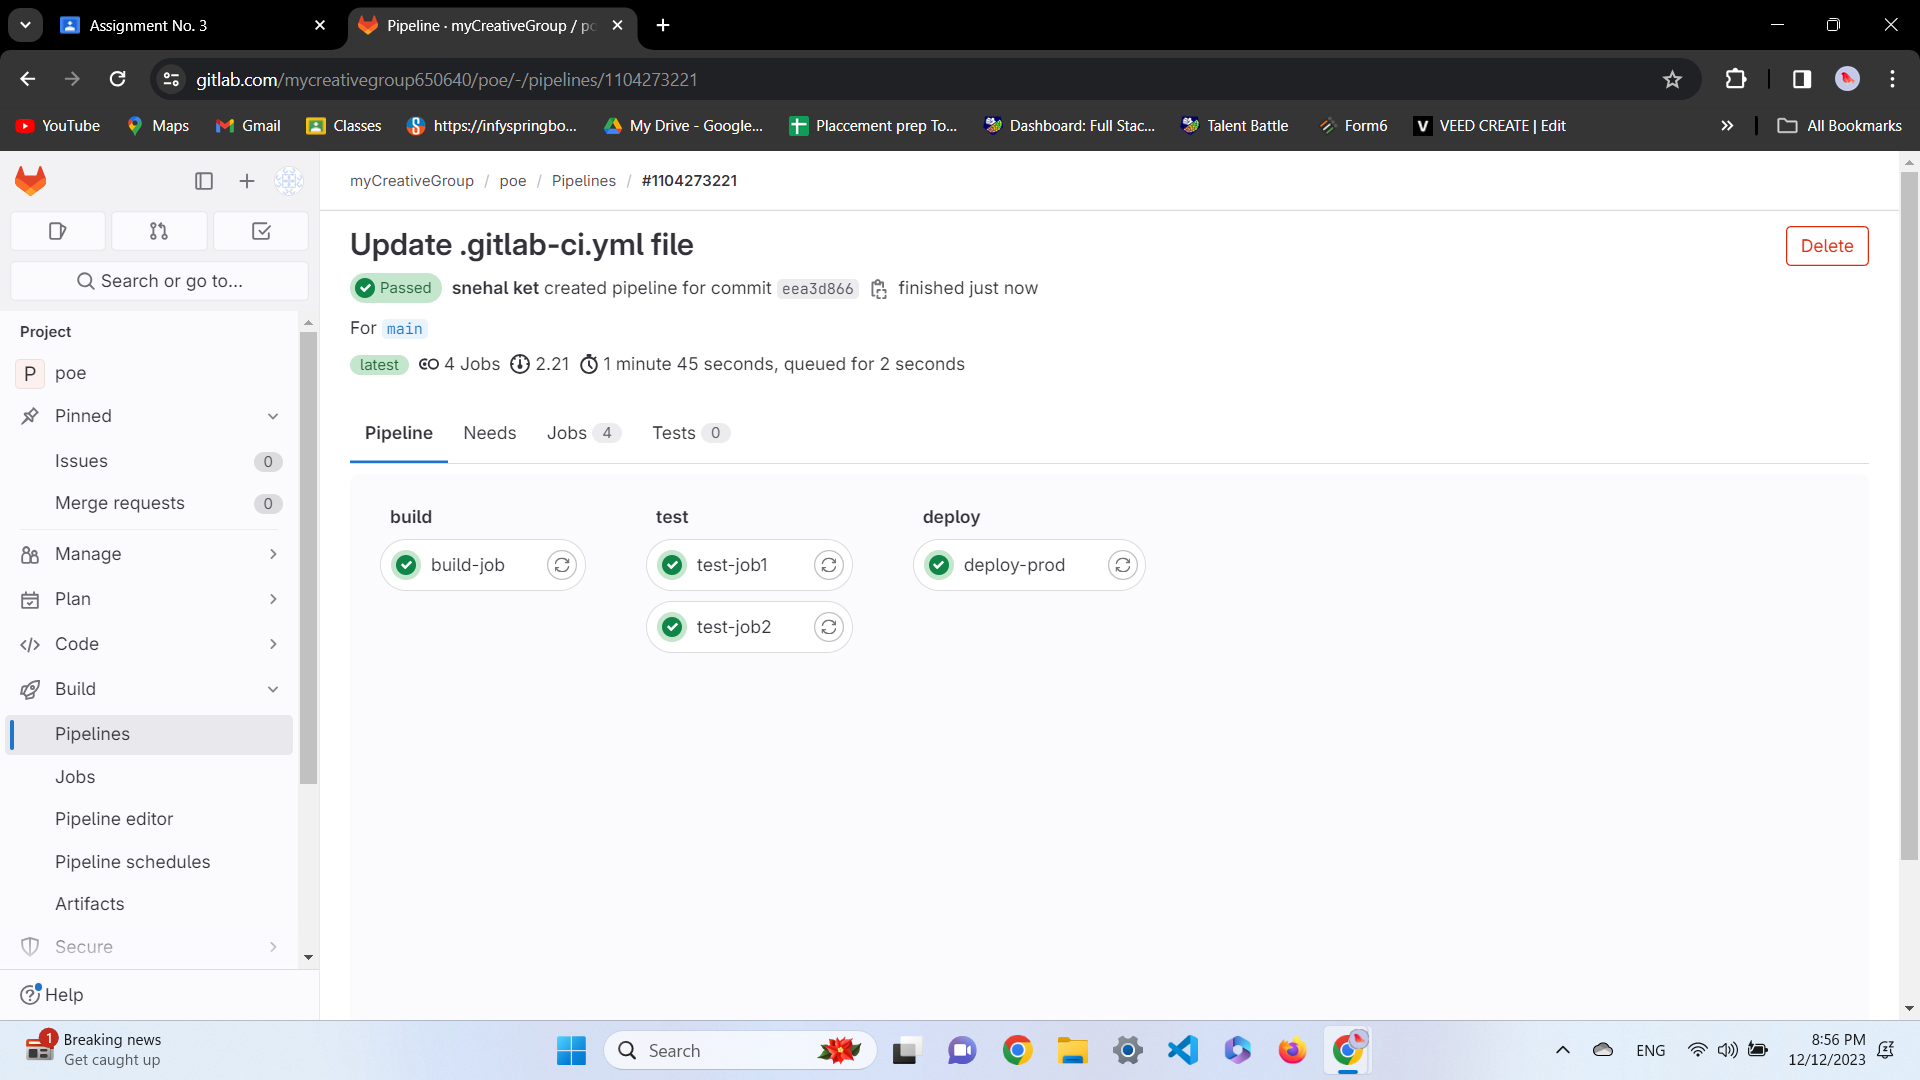 Assignment No. 3
Pipeline · myCreativeGroup / po
gitlab.com/mycreativegroup650640/poe/-/pipelines/1104273221
YouTube
Maps
Gmail
Classes
https://infyspringbo...
My Drive - Google...
Placcement prep To...
Dashboard: Full Stac...
Talent Battle
Form6
V VEED CREATE | Edit
All Bookmarks
myCreativeGroup / poe / Pipelines / #1104273221
Search or go to...
Project
P poe
Pinned
Issues 0
Merge requests 0
Manage
Plan
Code
Build
Pipelines
Jobs
Pipeline editor
Pipeline schedules
Artifacts
Secure
Help
Update .gitlab-ci.yml file
Delete
Passed snehal ket created pipeline for commit eea3d866 finished just now
For main
latest 4 Jobs 2.21 1 minute 45 seconds, queued for 2 seconds
Pipeline Needs Jobs 4 Tests 0
build test deploy
build-job test-job1 deploy-prod
test-job2
1 Breaking news
Get caught up
Search
ENG
8:56 PM
12/12/2023